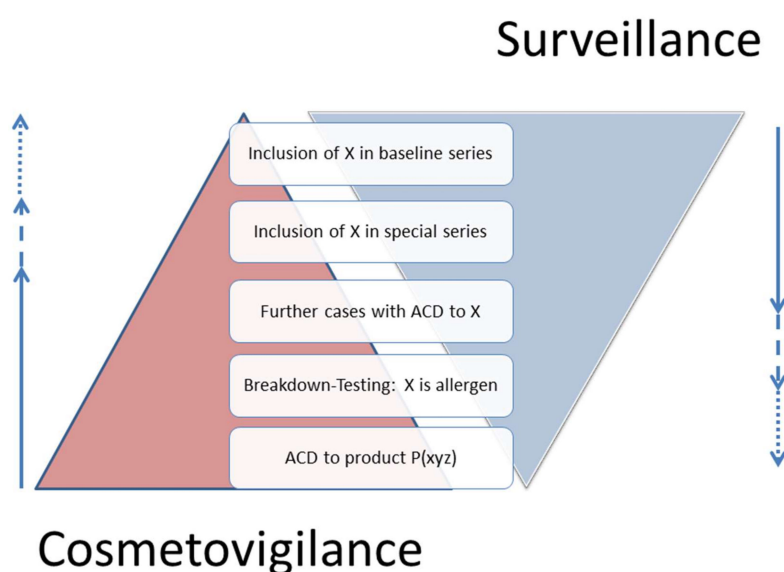 Surveillance
Inclusion of X in baseline series
Inclusion of X in special series
Further cases with ACD to X
Breakdown-Testing: X is allergen
ACD to product P(xyz)
Cosmetovigilance